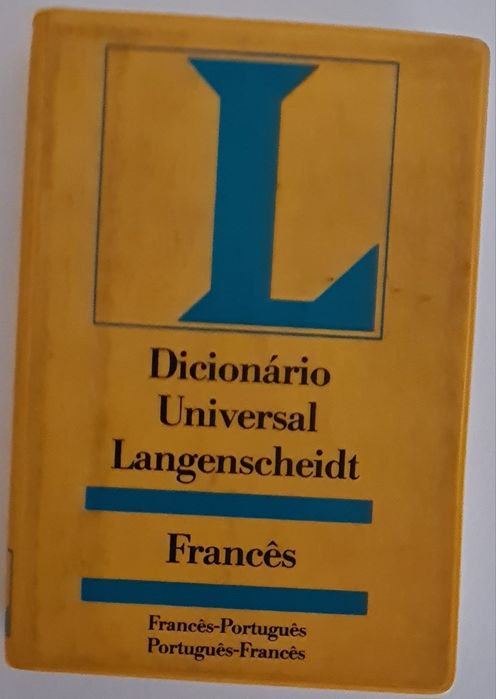 L
Dicionário
Universal
Langenscheidt
Francês
Francês-Português
Português-Francês